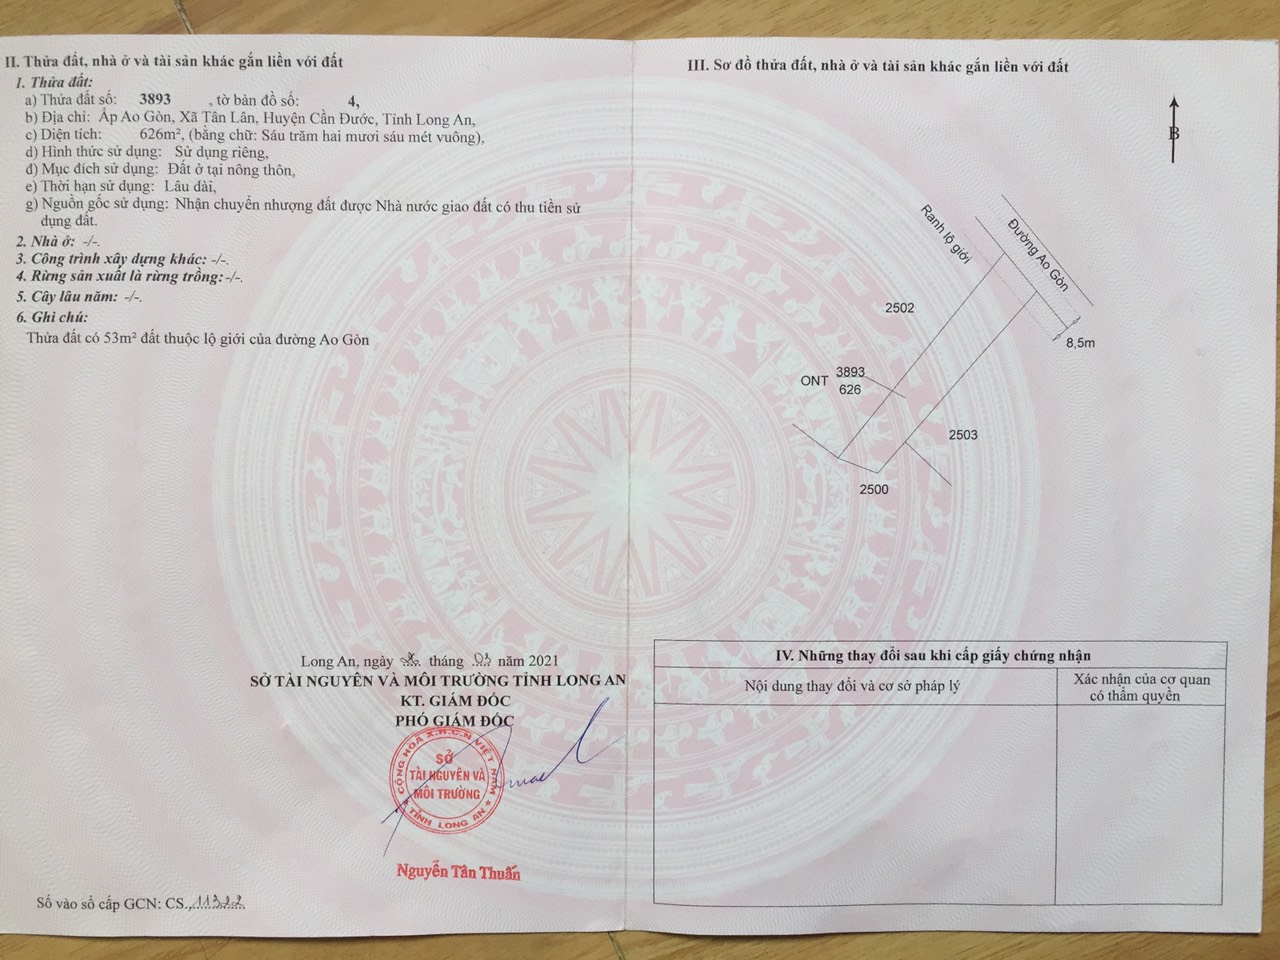 II. Thửa đất, nhà ở và tài sản khác gắn liền với đất
1. Thửa đất:
a) Thửa đất số: 3893 , tờ bản đồ số: 4,
b) Địa chỉ: Ấp Ao Gòn, Xã Tân Lân, Huyện Cần Đước, Tỉnh Long An,
c) Diện tích: 626m², (bằng chữ: Sáu trăm hai mươi sáu mét vuông),
d) Hình thức sử dụng: Sử dụng riêng,
đ) Mục đích sử dụng: Đất ở tại nông thôn,
e) Thời hạn sử dụng: Lâu dài,
g) Nguồn gốc sử dụng: Nhận chuyển nhượng đất được Nhà nước giao đất có thu tiền sử
dụng đất.
2. Nhà ở: -/-.
3. Công trình xây dựng khác: -/-.
4. Rừng sản xuất là rừng trồng: -/-.
5. Cây lâu năm: -/-.
6. Ghi chú:
Thửa đất có 53m² đất thuộc lộ giới của đường Ao Gòn
Long An, ngày tháng 03 năm 2021
SỞ TÀI NGUYÊN VÀ MÔI TRƯỜNG TỈNH LONG AN
KT. GIÁM ĐỐC
PHÓ GIÁM ĐỐC
CỘNG HÒA X.H.C.N VIỆT NAM
SỞ
TÀI NGUYÊN VÀ
MÔI TRƯỜNG
TỈNH LONG AN
Nguyễn Tân Thuấn
Số vào sổ cấp GCN: CS.11322
III. Sơ đồ thửa đất, nhà ở và tài sản khác gắn liền với đất
B
Ranh lộ giới
Đường Ao Gòn
2502
8,5m
ONT 3893
626
2503
2500
IV. Những thay đổi sau khi cấp giấy chứng nhận
Nội dung thay đổi và cơ sở pháp lý
Xác nhận của cơ quan
có thẩm quyền